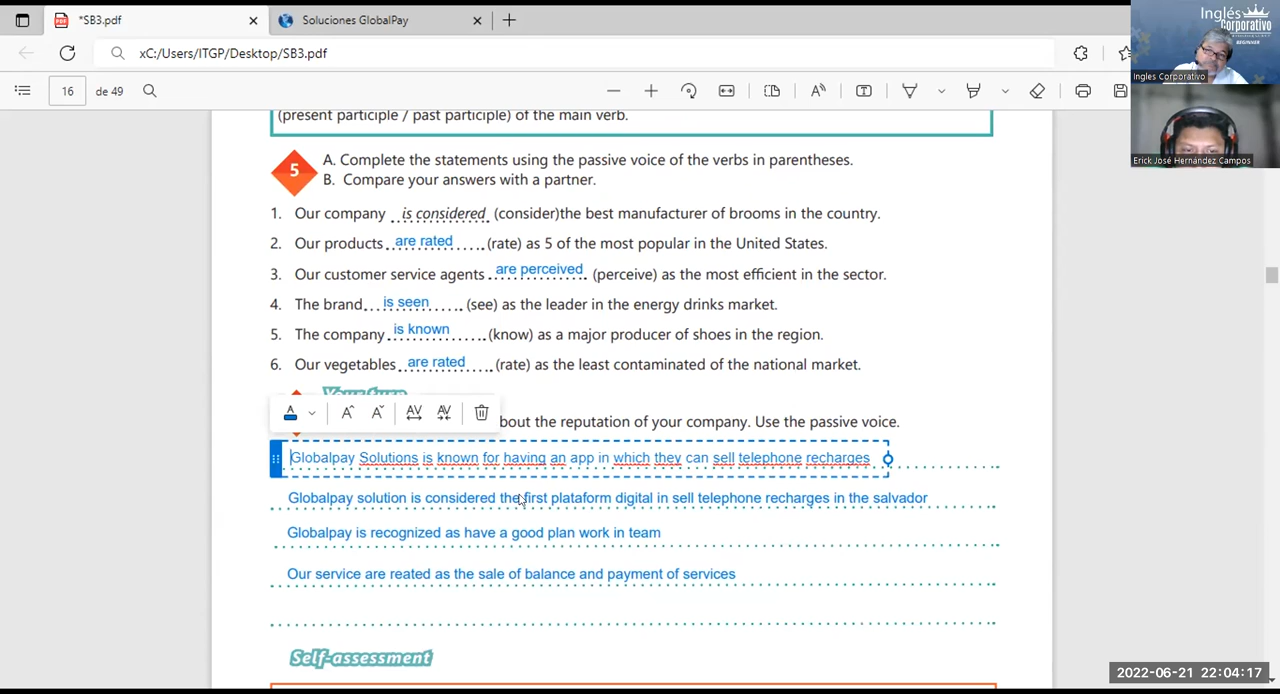 *SB3.pdf
Soluciones GlobalPay
xC:/Users/ITGP/Desktop/SB3.pdf
16 de 49
Inglés
Corporativo
BEGINNER
Ingles Corporativo
Erick José Hernández Campos
(present participle / past participle) of the main verb.
5
A. Complete the statements using the passive voice of the verbs in parentheses.
B. Compare your answers with a partner.
1. Our company is considered (consider)the best manufacturer of brooms in the country.
2. Our products are rated (rate) as 5 of the most popular in the United States.
3. Our customer service agents are perceived (perceive) as the most efficient in the sector.
4. The brand is seen (see) as the leader in the energy drinks market.
5. The company is known (know) as a major producer of shoes in the region.
6. Our vegetables are rated (rate) as the least contaminated of the national market.
Your turn
bout the reputation of your company. Use the passive voice.
Globalpay Solutions is known for having an app in which they can sell telephone recharges
Globalpay solution is considered the first plataform digital in sell telephone recharges in the salvador
Globalpay is recognized as have a good plan work in team
Our service are reated as the sale of balance and payment of services
Self-assessment
2022-06-21 22:04:17